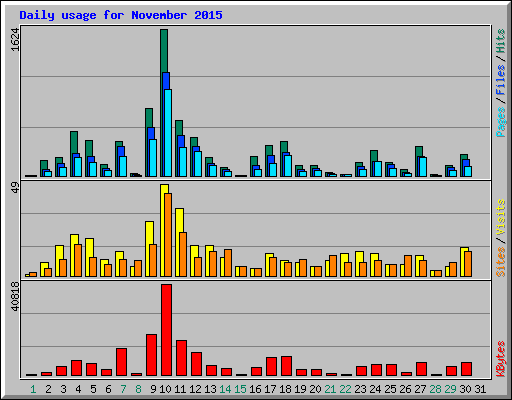 Daily usage for November 2015
1624
Pages / Files / Hits
49
Sites / Visits
40818
KBytes
1 2 3 4 5 6 7 8 9 10 11 12 13 14 15 16 17 18 19 20 21 22 23 24 25 26 27 28 29 30 31